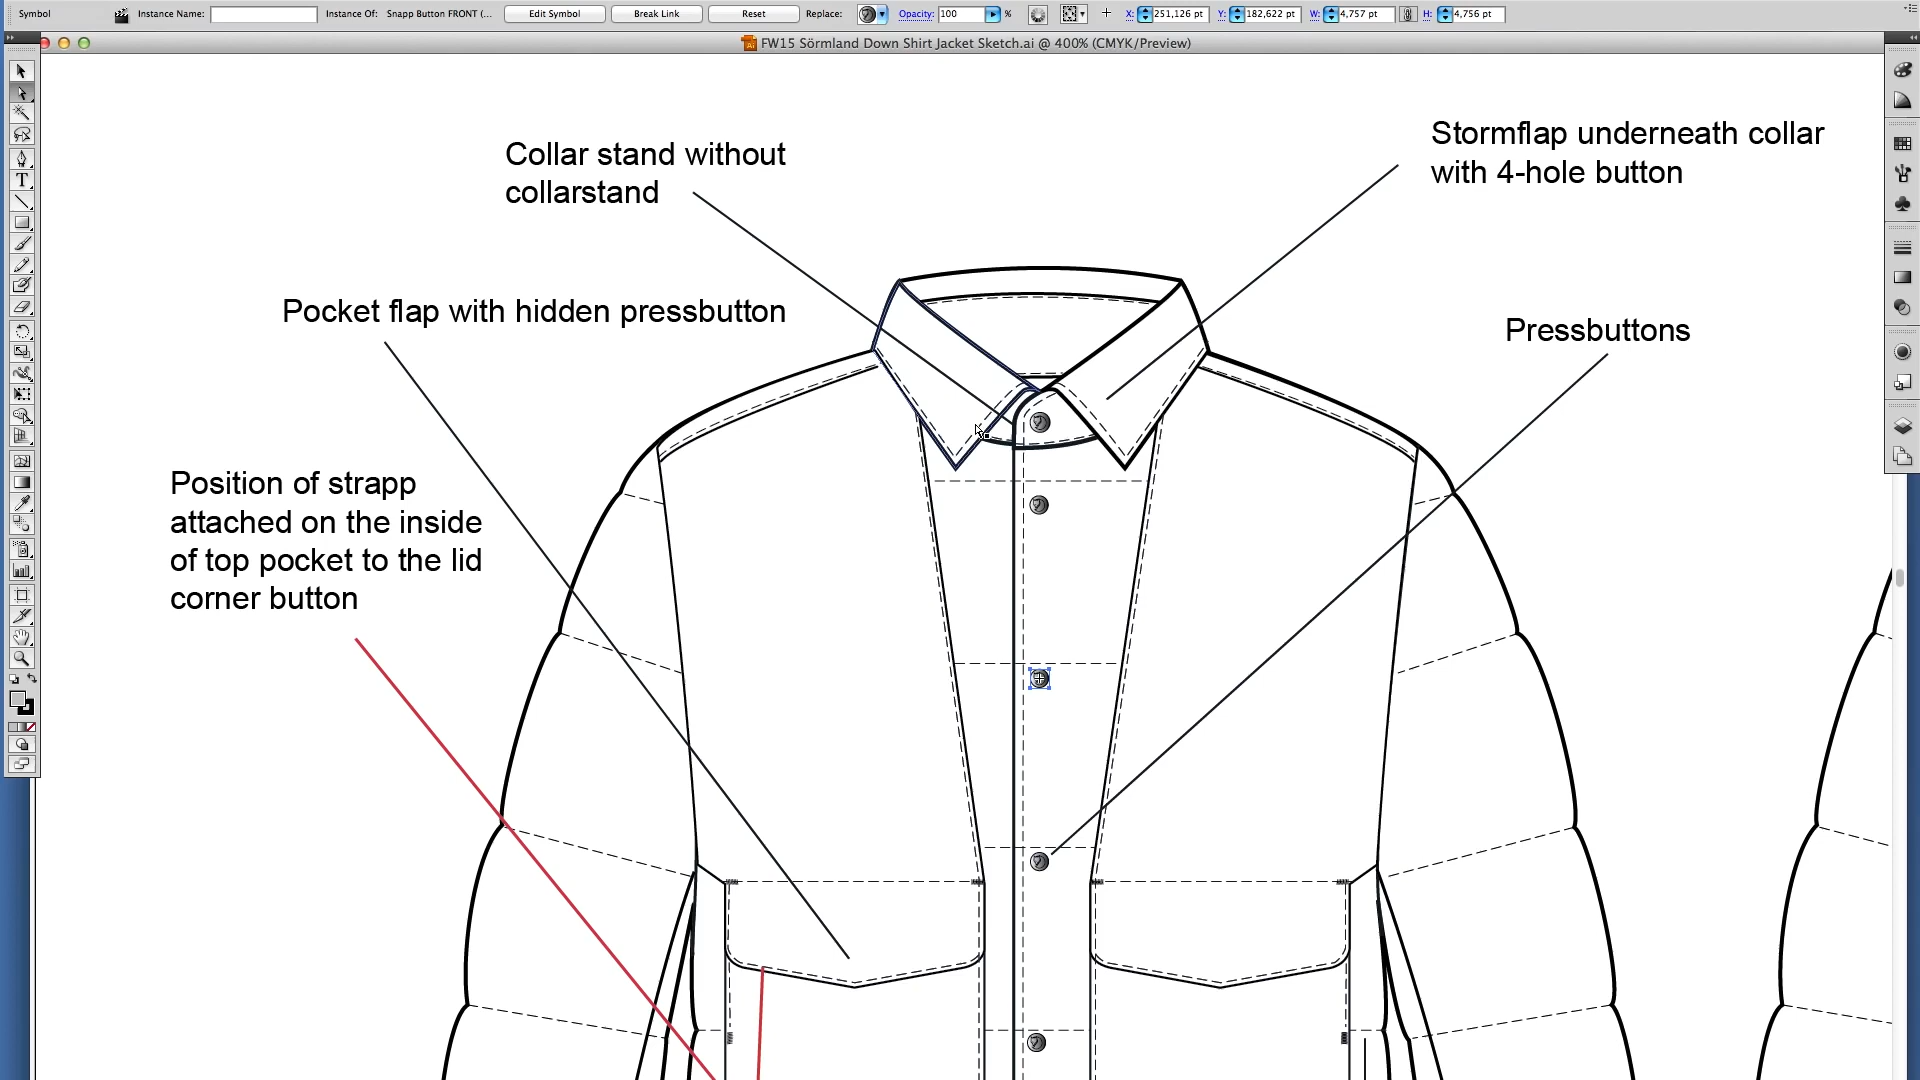 Symbol Instance Name: Instance Of: Snapp Button FRONT (... Edit Symbol Break Link Reset Replace: Opacity: 100 % X: 251,126 pt Y: 182,622 pt W: 4,757 pt H: 4,756 pt
FW15 Sörmland Down Shirt Jacket Sketch.ai @ 400% (CMYK/Preview)
Collar stand without
collarstand
Stormflap underneath collar
with 4-hole button
Pocket flap with hidden pressbutton
Pressbuttons
Position of strapp
attached on the inside
of top pocket to the lid
corner button